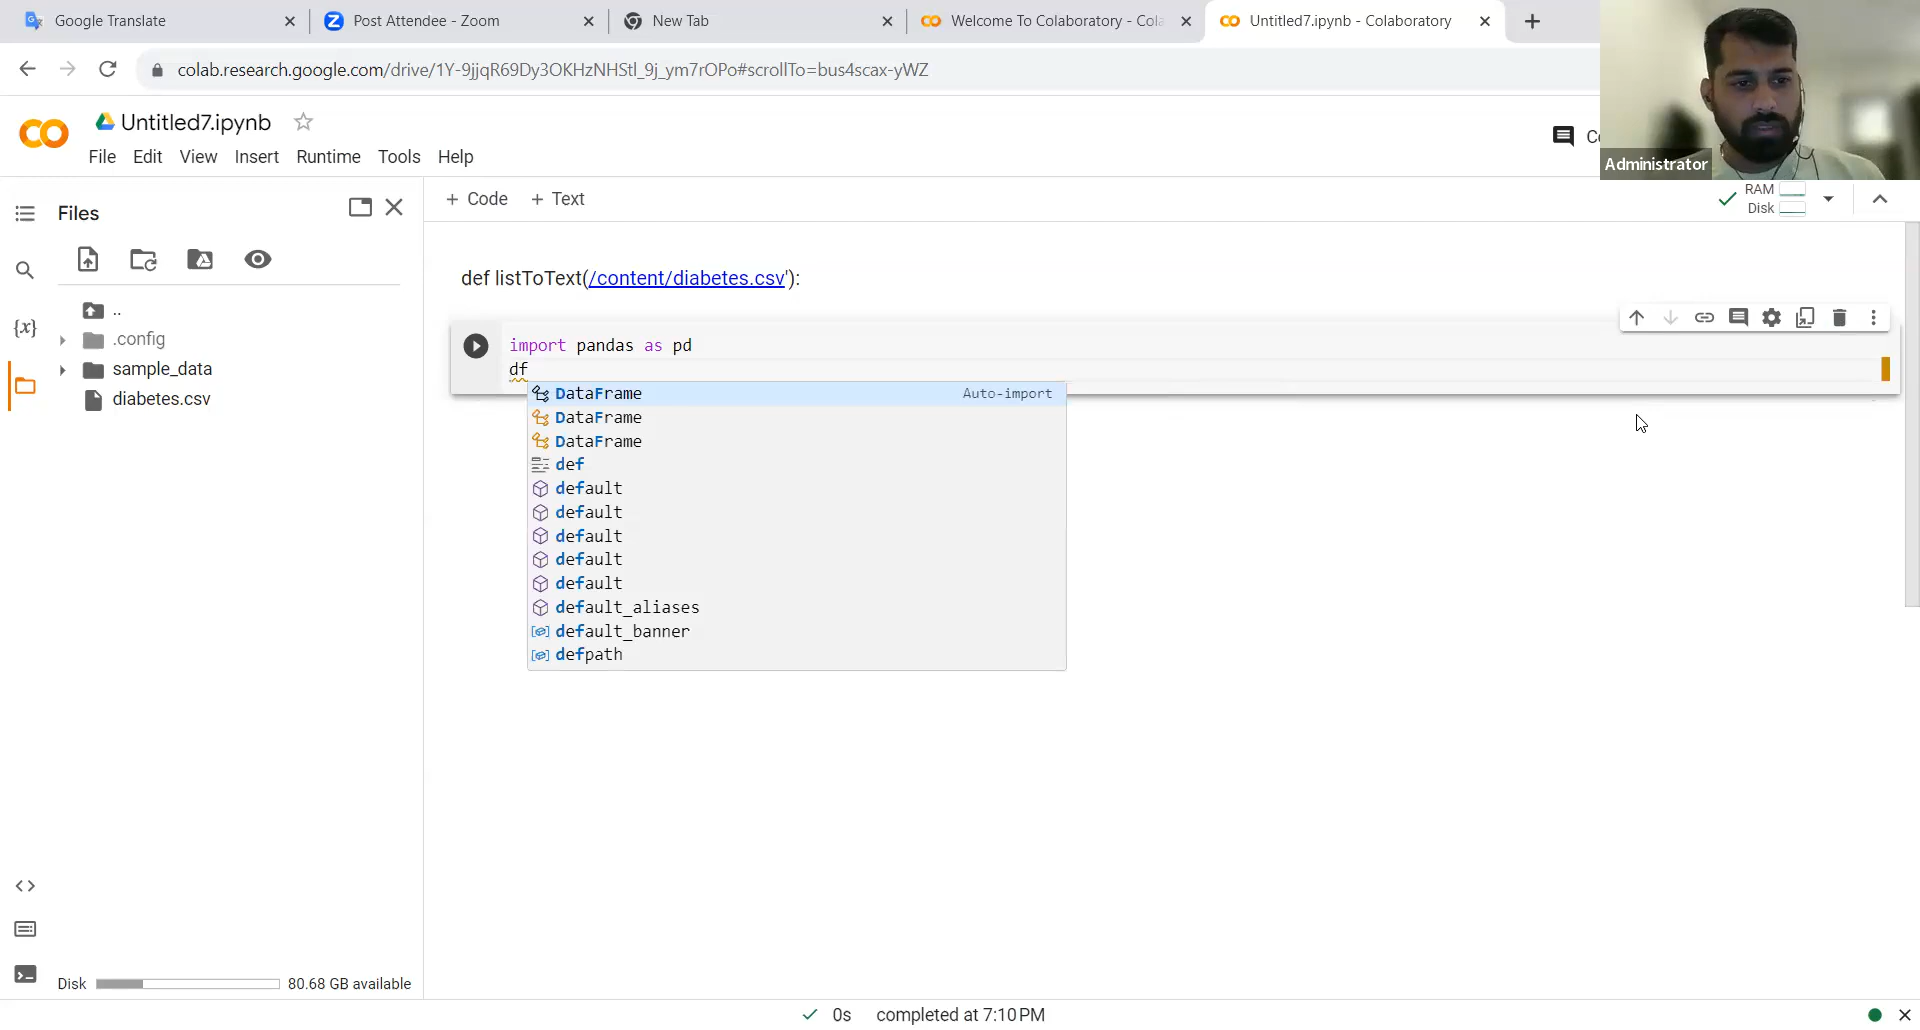 Google Translate
Post Attendee - Zoom
New Tab
Welcome To Colaboratory - Cola
Untitled7.ipynb - Colaboratory
colab.research.google.com/drive/1Y-9jjqR69Dy3OKHzNHStl_9j_ym7rOPo#scrollTo=bus4scax-yWZ
Untitled7.ipynb
File Edit View Insert Runtime Tools Help
Co
Administrator
Files
+ Code + Text
RAM
Disk
..
.config
sample_data
diabetes.csv
{x}
def listToText(/content/diabetes.csv'):
import pandas as pd
df
DataFrame Auto-import
DataFrame
DataFrame
def
default
default
default
default
default
default_aliases
default_banner
defpath
Disk 80.68 GB available
0s completed at 7:10 PM